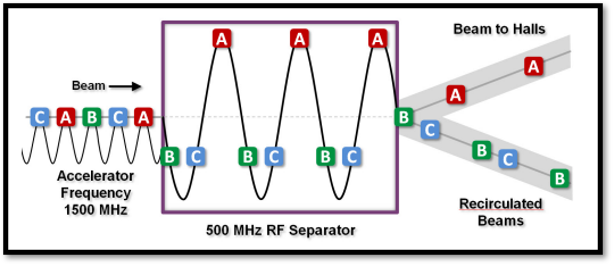 Beam to Halls
A A A
A
A
Beam
C A B C A
B
C
B C B C B C
B
C
B
Accelerator
Frequency
1500 MHz
Recirculated
Beams
500 MHz RF Separator